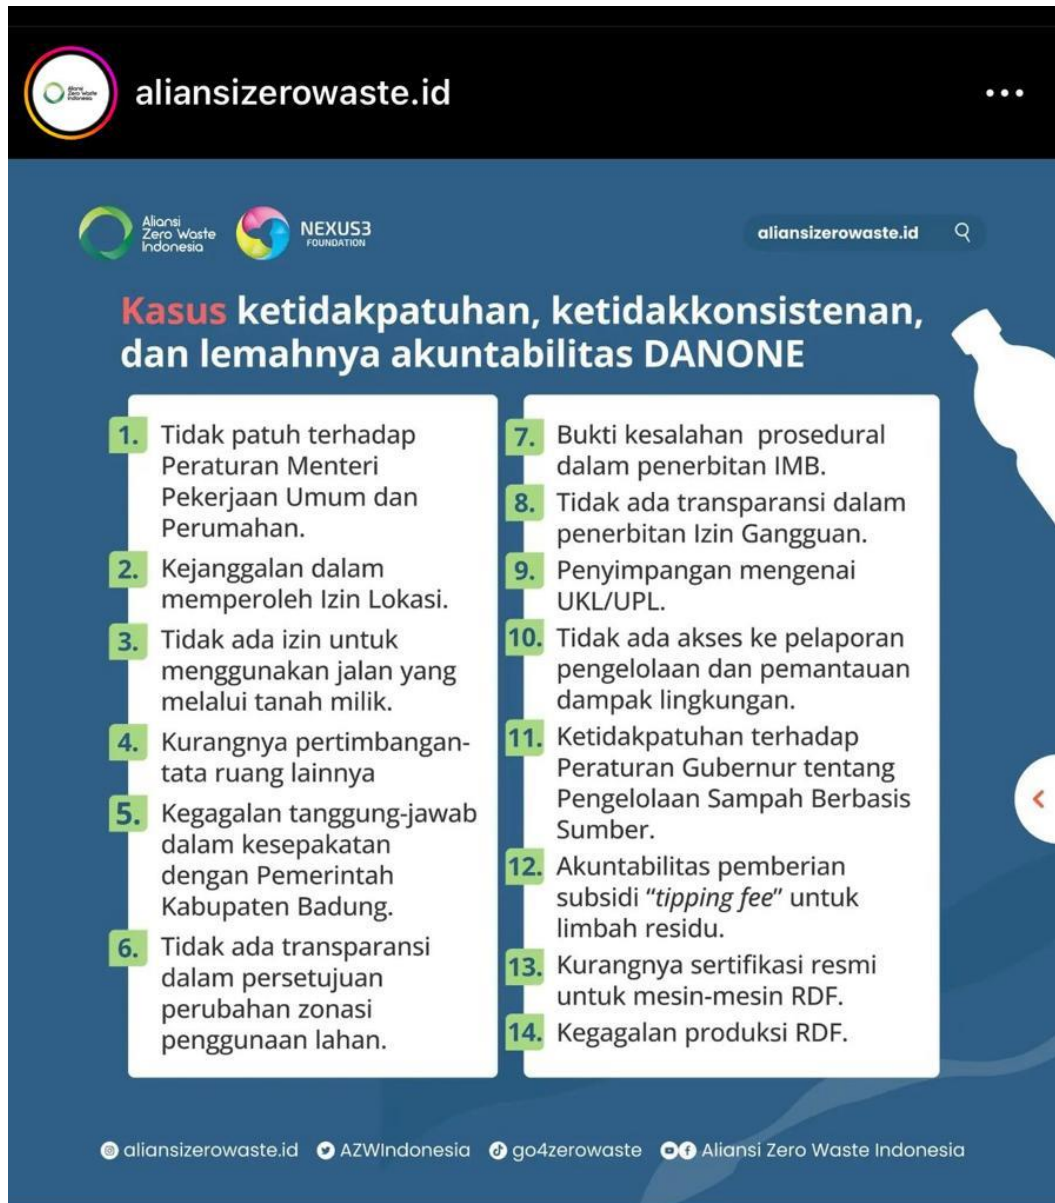 aliansizerowaste.id
Aliansi
Zero Waste
Indonesia
NEXUS3
FOUNDATION
aliansizerowaste.id
Kasus ketidakpatuhan, ketidakkonsistenan,
dan lemahnya akuntabilitas DANONE
1. Tidak patuh terhadap
Peraturan Menteri
Pekerjaan Umum dan
Perumahan.
2. Kejanggalan dalam
memperoleh Izin Lokasi.
3. Tidak ada izin untuk
menggunakan jalan yang
melalui tanah milik.
4. Kurangnya pertimbangan-
tata ruang lainnya
5. Kegagalan tanggung-jawab
dalam kesepakatan
dengan Pemerintah
Kabupaten Badung.
6. Tidak ada transparansi
dalam persetujuan
perubahan zonasi
penggunaan lahan.
7. Bukti kesalahan prosedural
dalam penerbitan IMB.
8. Tidak ada transparansi dalam
penerbitan Izin Gangguan.
9. Penyimpangan mengenai
UKL/UPL.
10. Tidak ada akses ke pelaporan
pengelolaan dan pemantauan
dampak lingkungan.
11. Ketidakpatuhan terhadap
Peraturan Gubernur tentang
Pengelolaan Sampah Berbasis
Sumber.
12. Akuntabilitas pemberian
subsidi “tipping fee” untuk
limbah residu.
13. Kurangnya sertifikasi resmi
untuk mesin-mesin RDF.
14. Kegagalan produksi RDF.
aliansizerowaste.id AZWIndonesia go4zerowaste Aliansi Zero Waste Indonesia